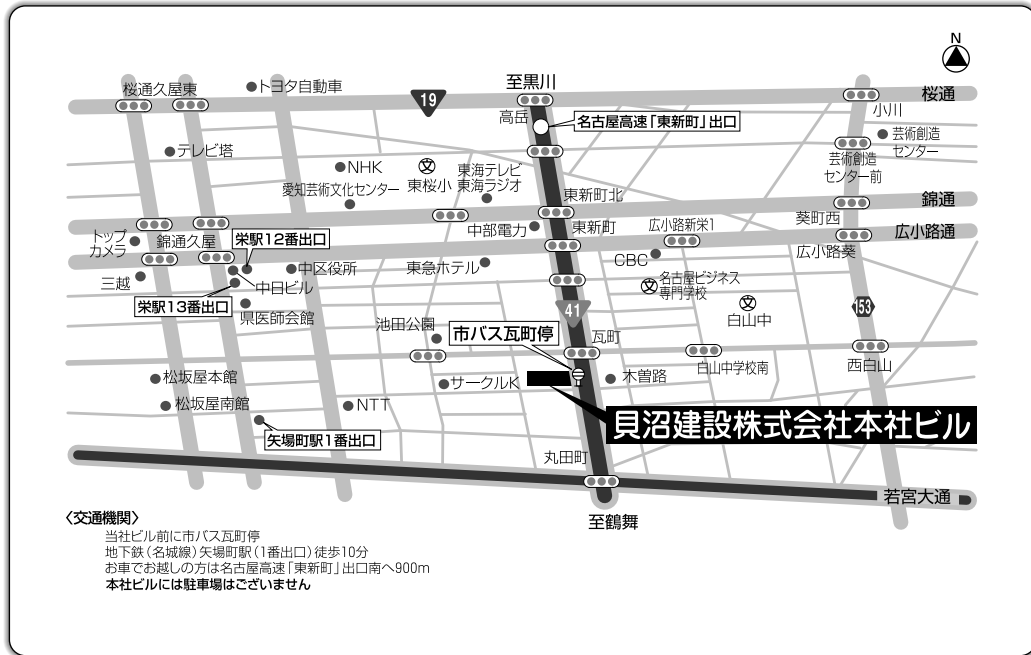 N
至黒川
桜通久屋東
トヨタ自動車
19
桜通
高岳
小川
名古屋高速「東新町」出口
芸術創造
センター
テレビ塔
NHK
東桜小
東海テレビ
東海ラジオ
芸術創造
センター前
愛知芸術文化センター
東新町北
錦通
葵町西
トップ
カメラ
錦通久屋
栄駅12番出口
中部電力
東新町
広小路新栄1
広小路通
広小路葵
三越
中日ビル
中区役所
東急ホテル
CBC
名古屋ビジネス
専門学校
栄駅13番出口
県医師会館
白山中
153
41
池田公園
市バス瓦町停
瓦町
白山中学校南
西白山
松坂屋本館
サークルK
木曽路
松坂屋南館
NTT
貝沼建設株式会社本社ビル
矢場町駅1番出口
丸田町
若宮大通
至鶴舞
〈交通機関〉
当社ビル前に市バス瓦町停
地下鉄(名城線)矢場町駅(1番出口)徒歩10分
お車でお越しの方は名古屋高速「東新町」出口南へ900m
本社ビルには駐車場はございません